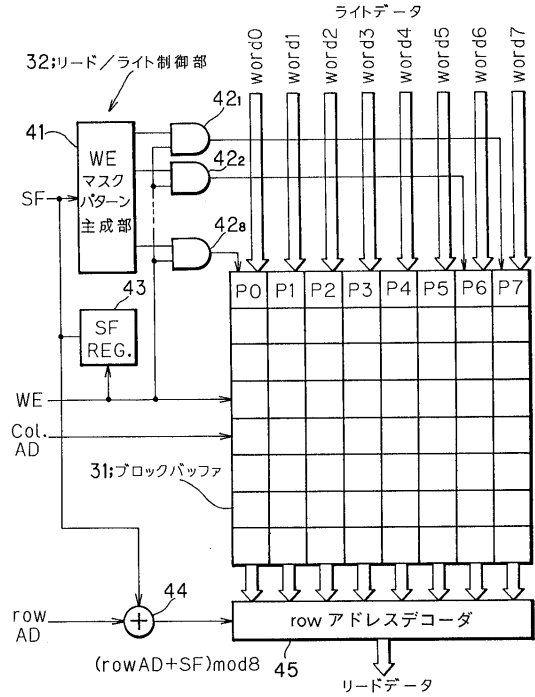 ライトデータ
word0 word1 word2 word3 word4 word5 word6 word7
32;リード/ライト制御部
41
42₁
42₂
42₈
WE
マスク
パターン
主成部
SF
43
SF
REG.
P0 P1 P2 P3 P4 P5 P6 P7
WE
Col.
AD
31;ブロックバッファ
row
AD
44
(rowAD+SF)mod8
row アドレスデコーダ
45
リードデータ